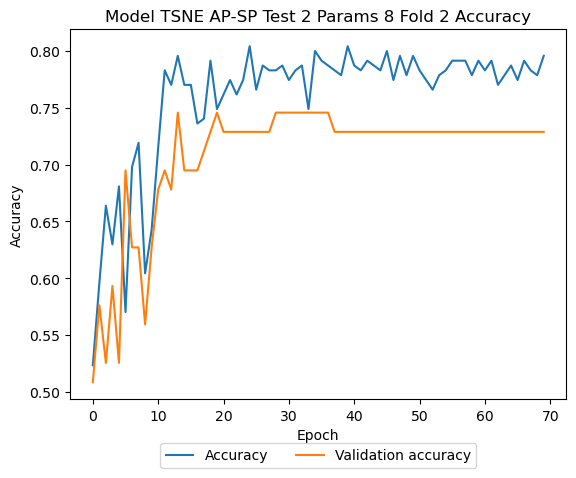 Model TSNE AP-SP Test 2 Params 8 Fold 2 Accuracy
0.80
0.75
0.70
0.65
0.60
0.55
0.50
Accuracy
0 10 20 30 40 50 60 70
Epoch
Accuracy Validation accuracy